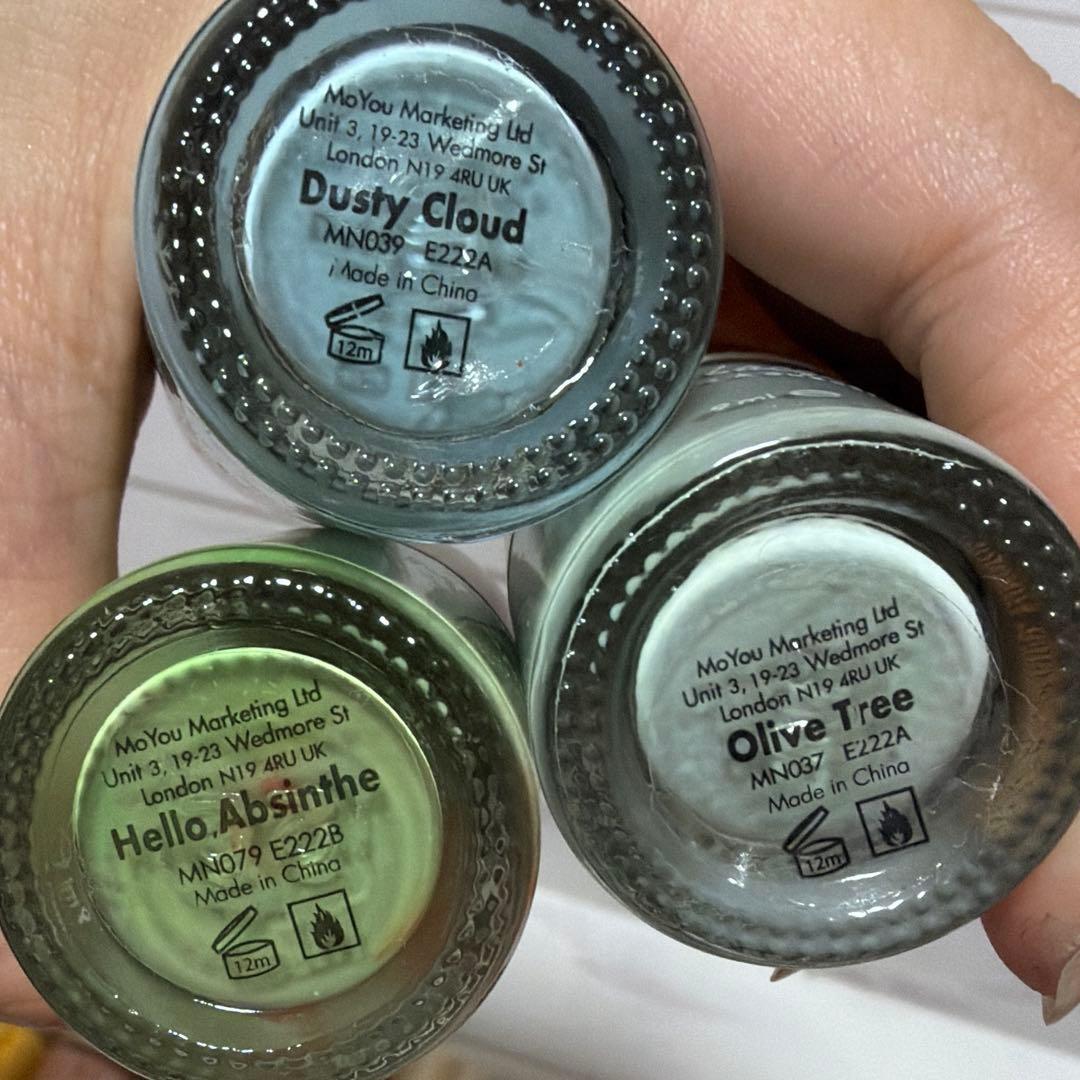 MoYou Marketing Ltd
Unit 3, 19-23 Wedmore St
London N19 4RU UK
Dusty Cloud
MN039 E222A
Made in China
12m
MoYou Marketing Ltd
Unit 3, 19-23 Wedmore St
London N19 4RU UK
Hello, Absinthe
MN079 E222B
Made in China
12m
MoYou Marketing Ltd
Unit 3, 19-23 Wedmore St
London N19 4RU UK
Olive Tree
MN037 E222A
Made in China
12m